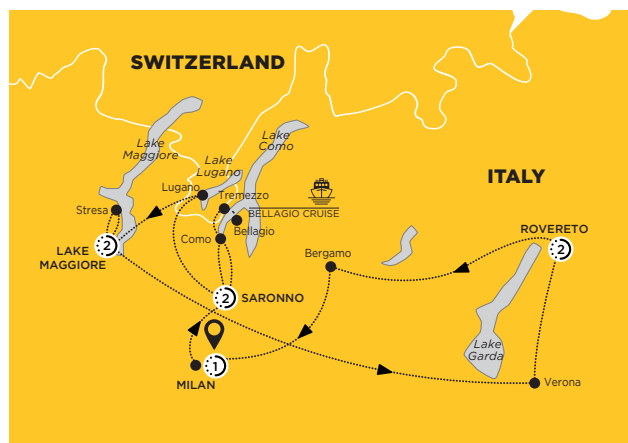 SWITZERLAND
Lake
Maggiore
Lake
Lugano
Lake
Como
ITALY
Lugano
Tremezzo
BELLAGIO CRUISE
Stresa
Bellagio
Como
ROVERETO
2
LAKE
MAGGIORE
2
Bergamo
2
SARONNO
Lake
Garda
1
MILAN
Verona